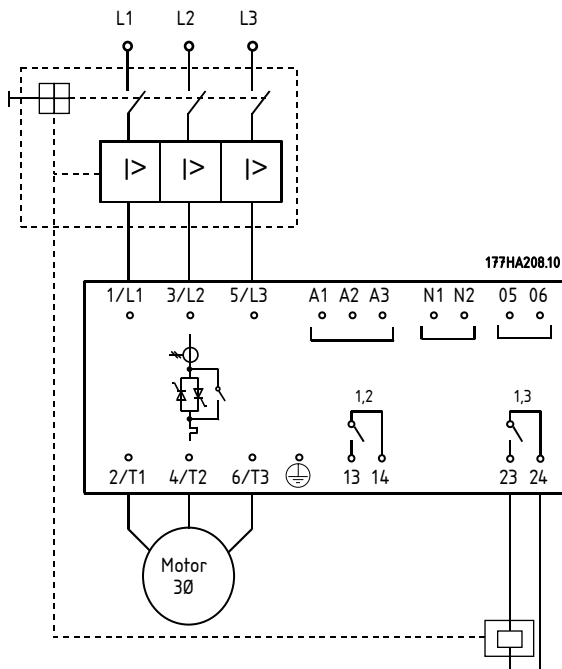 L1 L2 L3
|> |> |>
177HA208.10
1/L1 3/L2 5/L3 A1 A2 A3 N1 N2 05 06
1,2 1,3
2/T1 4/T2 6/T3 13 14 23 24
Motor
3Ø